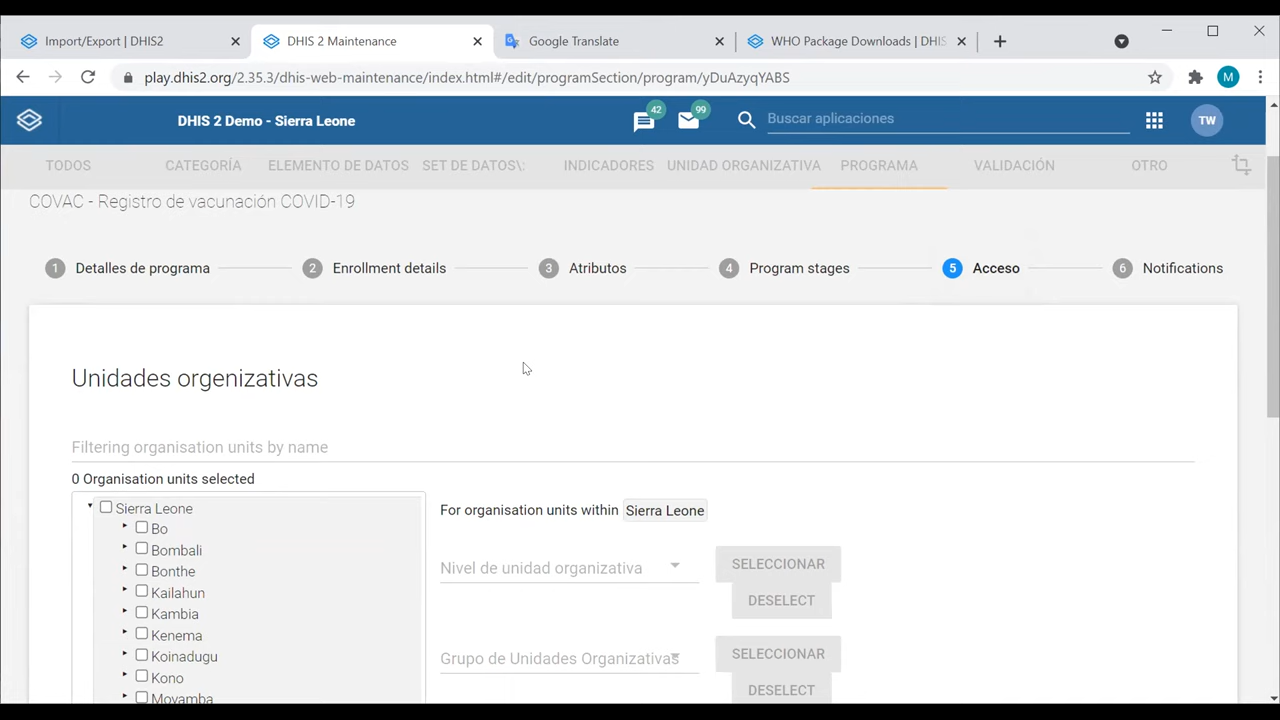 Import/Export | DHIS2
DHIS 2 Maintenance
Google Translate
WHO Package Downloads | DHIS
play.dhis2.org/2.35.3/dhis-web-maintenance/index.html#/edit/programSection/program/yDuAzyqYABS
M
DHIS 2 Demo - Sierra Leone
42
99
Buscar aplicaciones
TW
TODOS
CATEGORÍA
ELEMENTO DE DATOS
SET DE DATOS\:
INDICADORES
UNIDAD ORGANIZATIVA
PROGRAMA
VALIDACIÓN
OTRO
COVAC - Registro de vacunación COVID-19
1 Detalles de programa
2 Enrollment details
3 Atributos
4 Program stages
5 Acceso
6 Notifications
Unidades orgenizativas
Filtering organisation units by name
0 Organisation units selected
Sierra Leone
Bo
Bombali
Bonthe
Kailahun
Kambia
Kenema
Koinadugu
Kono
Moyamba
For organisation units within Sierra Leone
Nivel de unidad organizativa
SELECCIONAR
DESELECT
Grupo de Unidades Organizativas
SELECCIONAR
DESELECT